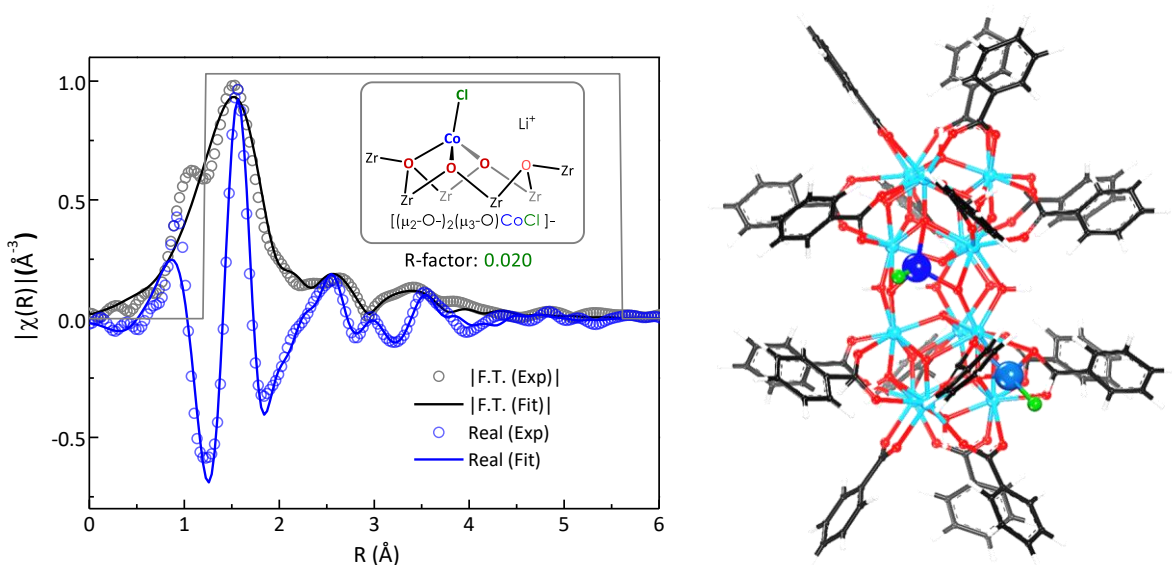 |χ(R)|(Å⁻³)
1.0
0.5
0.0
-0.5
0
1
2
3
4
5
6
R (Å)
Cl
Li⁺
Co
Zr
O
O
O
O
Zr
Zr
Zr
Zr
Zr
[(μ₂-O-)₂(μ₃-O)CoCl]-
R-factor: 0.020
|F.T. (Exp)|
|F.T. (Fit)|
Real (Exp)
Real (Fit)